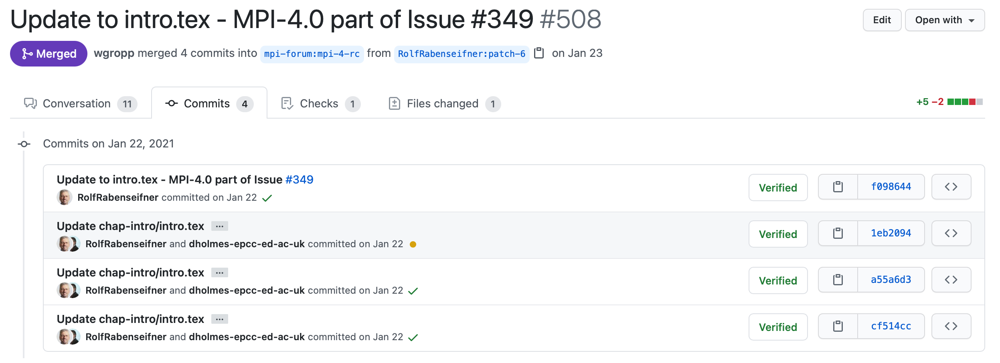 Update to intro.tex - MPI-4.0 part of Issue #349 #508
Edit
Open with
Merged
wgropp merged 4 commits into mpi-forum:mpi-4-rc from RolfRabenseifner:patch-6 on Jan 23
Conversation 11
Commits 4
Checks 1
Files changed 1
+5 −2
Commits on Jan 22, 2021
Update to intro.tex - MPI-4.0 part of Issue #349
RolfRabenseifner committed on Jan 22
Verified
f098644
Update chap-intro/intro.tex ...
RolfRabenseifner and dholmes-epcc-ed-ac-uk committed on Jan 22
Verified
1eb2094
Update chap-intro/intro.tex ...
RolfRabenseifner and dholmes-epcc-ed-ac-uk committed on Jan 22
Verified
a55a6d3
Update chap-intro/intro.tex ...
RolfRabenseifner and dholmes-epcc-ed-ac-uk committed on Jan 22
Verified
cf514cc